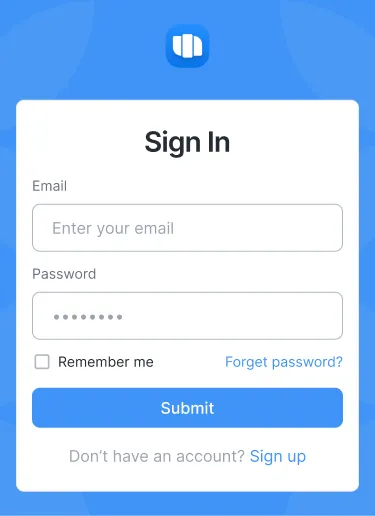 Sign In
Email
Enter your email
Password
Remember me Forget password?
Submit
Don't have an account? Sign up